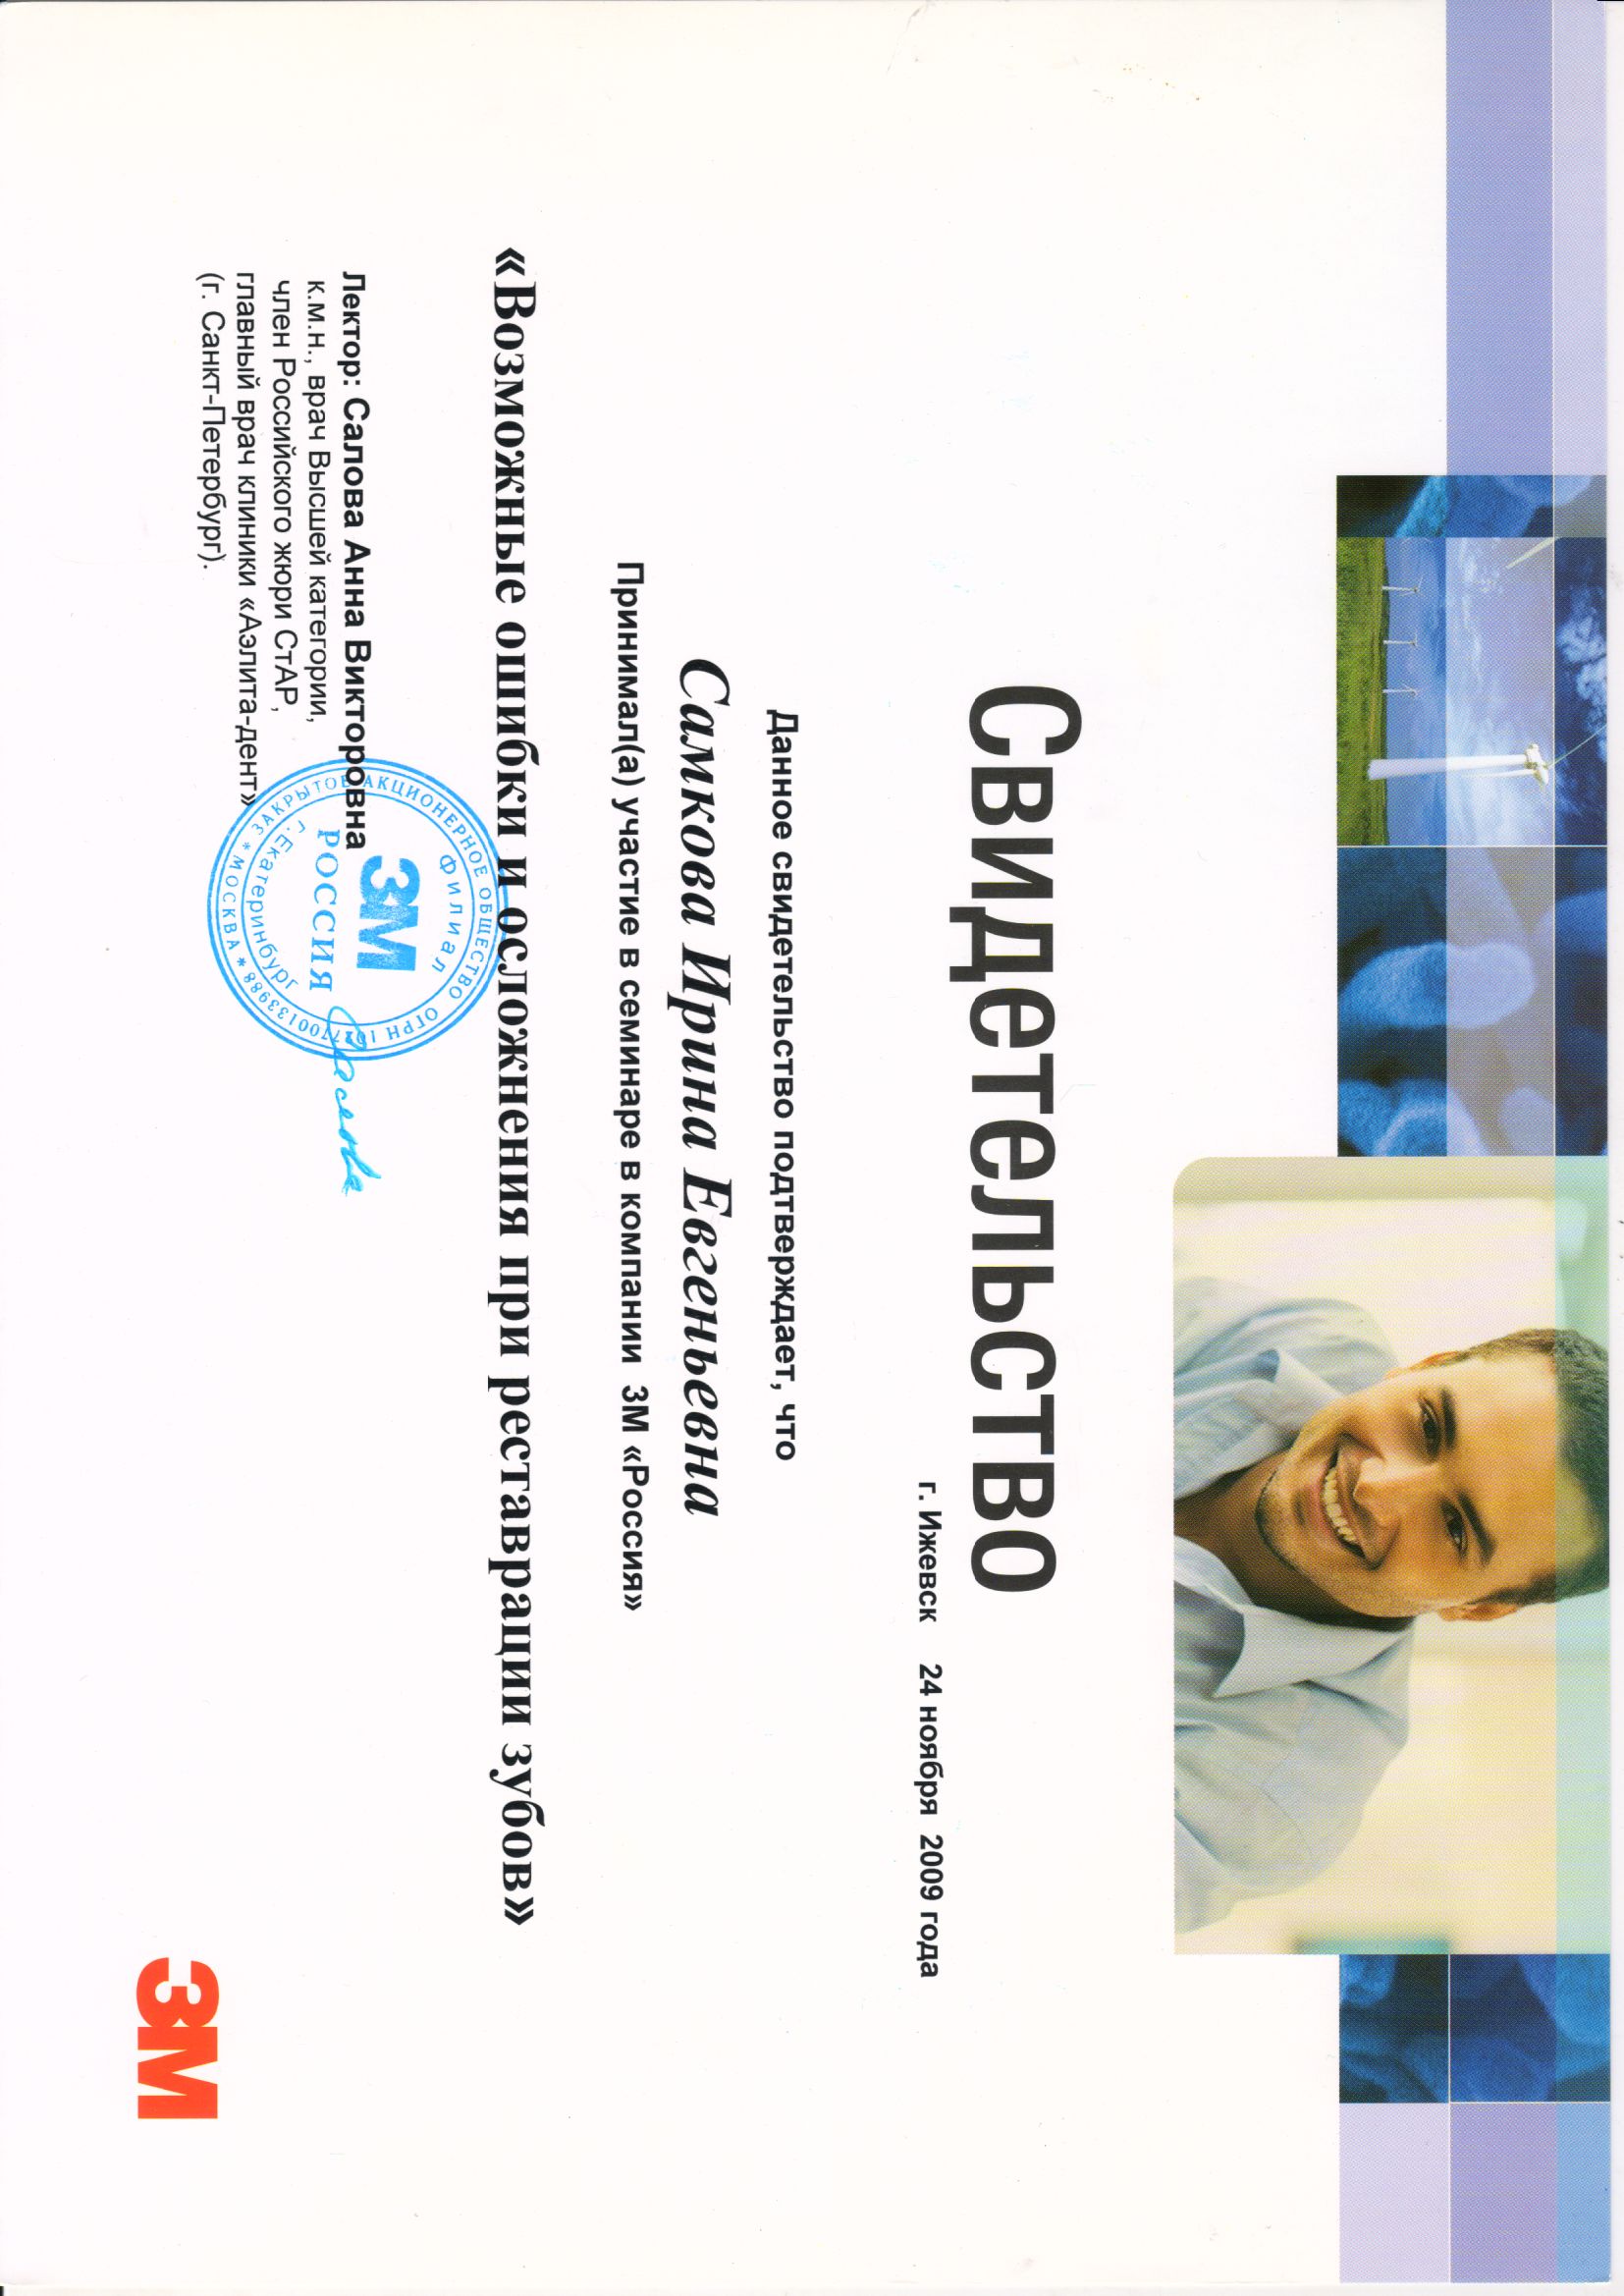 Свидетельство
г. Ижевск 24 ноября 2009 года
Данное свидетельство подтверждает, что
Самкова Ирина Евгеньевна
Принимал(а) участие в семинаре в компании 3М «Россия»
«Возможные ошибки и осложнения при реставрации зубов»
Лектор: Салова Анна Викторовна
к.м.н., врач Высшей категории,
член Российского жюри СтАР,
главный врач клиники «Аэлита-дент»
(г. Санкт-Петербург).
ЗАКРЫТОЕ АКЦИОНЕРНОЕ ОБЩЕСТВО ОГРН 1027700133988
* МОСКВА *
Филиал
3M
РОССИЯ
г. Екатеринбург
3M